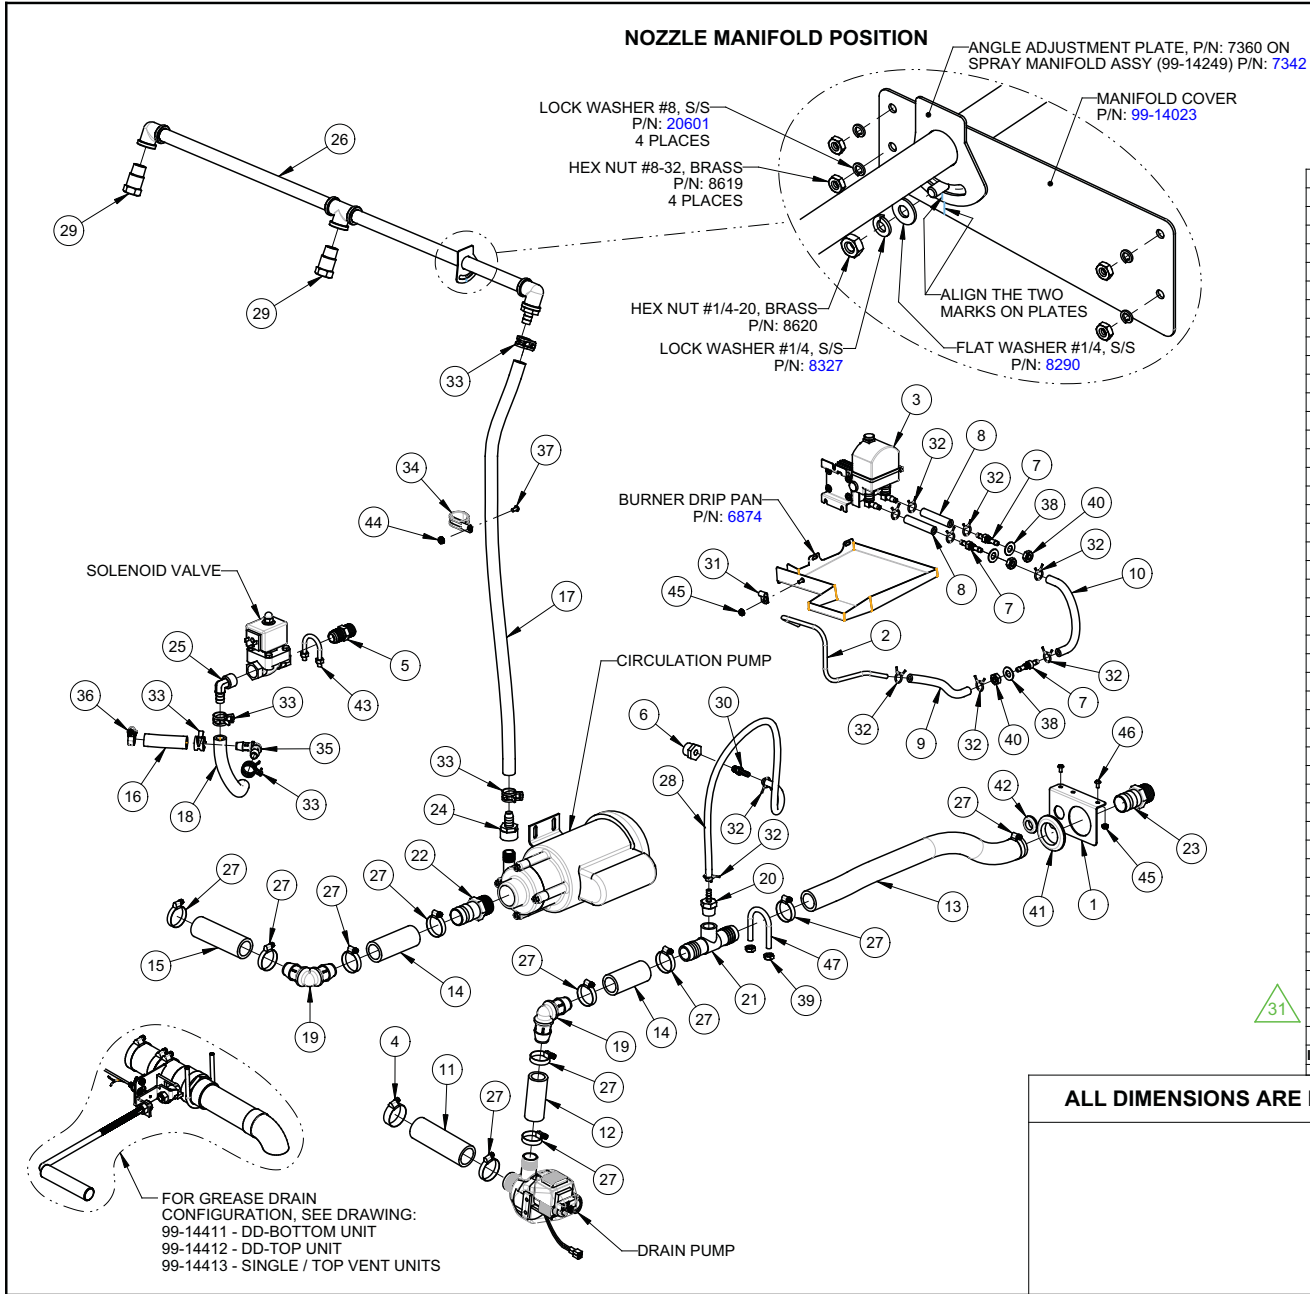 NOZZLE MANIFOLD POSITION
ANGLE ADJUSTMENT PLATE, P/N: 7360 ON
SPRAY MANIFOLD ASSY (99-14249) P/N: 7342
LOCK WASHER #8, S/S
P/N: 20601
4 PLACES
MANIFOLD COVER
P/N: 99-14023
HEX NUT #8-32, BRASS
P/N: 8619
4 PLACES
HEX NUT #1/4-20, BRASS
P/N: 8620
ALIGN THE TWO
MARKS ON PLATES
LOCK WASHER #1/4, S/S
P/N: 8327
FLAT WASHER #1/4, S/S
P/N: 8290
26
29
29
33
3
8
32
32
7
38
40
32
10
34
37
44
BURNER DRIP PAN
P/N: 6874
31
45
8
7
2
SOLENOID VALVE
25
5
43
33
33
36
35
16
18
33
17
CIRCULATION PUMP
6
30
32
9
32
40
38
7
32
28
32
32
33
24
46
42
27
23
41
1
45
13
20
27
47
39
21
27
14
27
22
27
27
27
15
19
14
27
19
27
4
11
27
12
27
31
ALL DIMENSIONS ARE
FOR GREASE DRAIN
CONFIGURATION, SEE DRAWING:
99-14411 - DD-BOTTOM UNIT
99-14412 - DD-TOP UNIT
99-14413 - SINGLE / TOP VENT UNITS
DRAIN PUMP